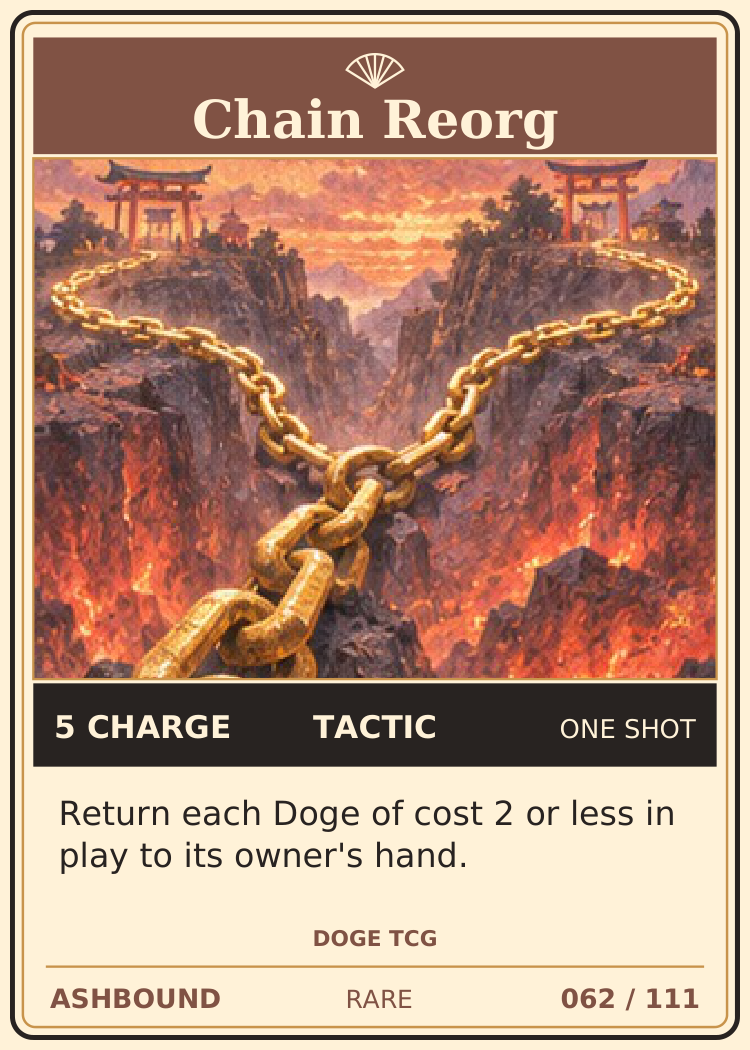 Chain Reorg
5 CHARGE TACTIC ONE SHOT
Return each Doge of cost 2 or less in
play to its owner's hand.
DOGE TCG
ASHBOUND RARE 062 / 111